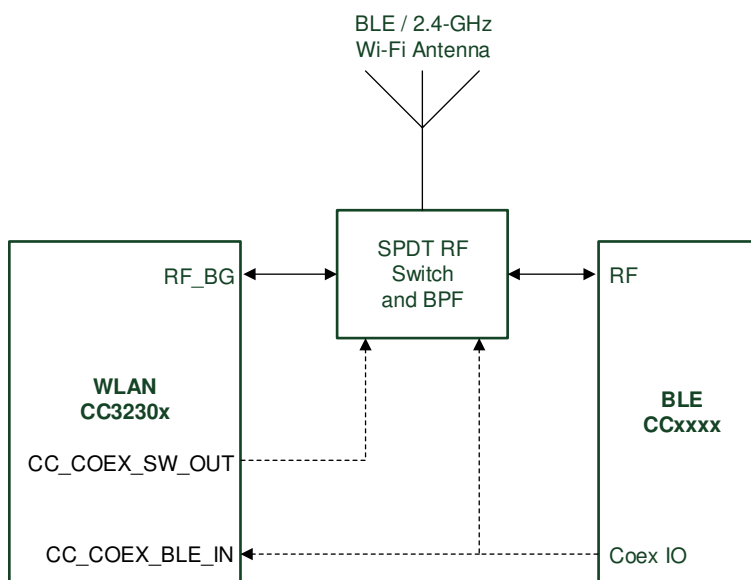 BLE / 2.4-GHz
Wi-Fi Antenna
SPDT RF
Switch
and BPF
RF_BG
RF
WLAN
CC3230x
BLE
CCxxxx
CC_COEX_SW_OUT
CC_COEX_BLE_IN
Coex IO